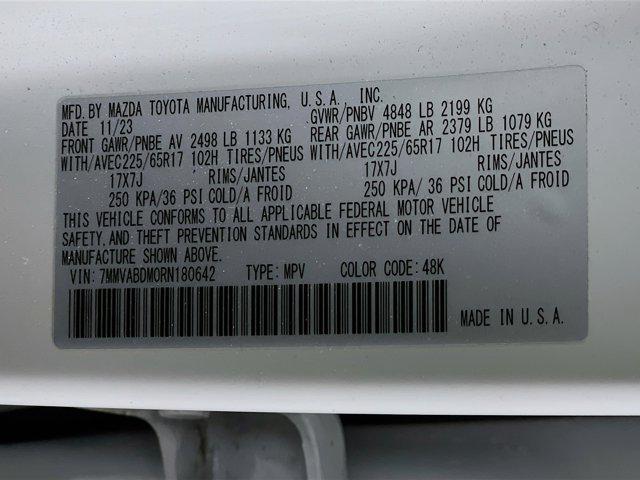 MFD. BY MAZDA TOYOTA MANUFACTURING, U.S.A., INC.
DATE 11/23 GVWR/PNBV 4848 LB 2199 KG
FRONT GAWR/PNBE AV 2498 LB 1133 KG REAR GAWR/PNBE AR 2379 LB 1079 KG
WITH/AVEC225/65R17 102H TIRES/PNEUS WITH/AVEC225/65R17 102H TIRES/PNEUS
17X7J RIMS/JANTES 17X7J RIMS/JANTES
250 KPA/36 PSI COLD/A FROID 250 KPA/ 36 PSI COLD/A FROID
THIS VEHICLE CONFORMS TO ALL APPLICABLE FEDERAL MOTOR VEHICLE
SAFETY, AND THEFT PREVENTION STANDARDS IN EFFECT ON THE DATE OF
MANUFACTURE SHOWN ABOVE.
VIN: 7MMVABDM0RN180642 TYPE: MPV COLOR CODE: 48K
MADE IN U.S.A.